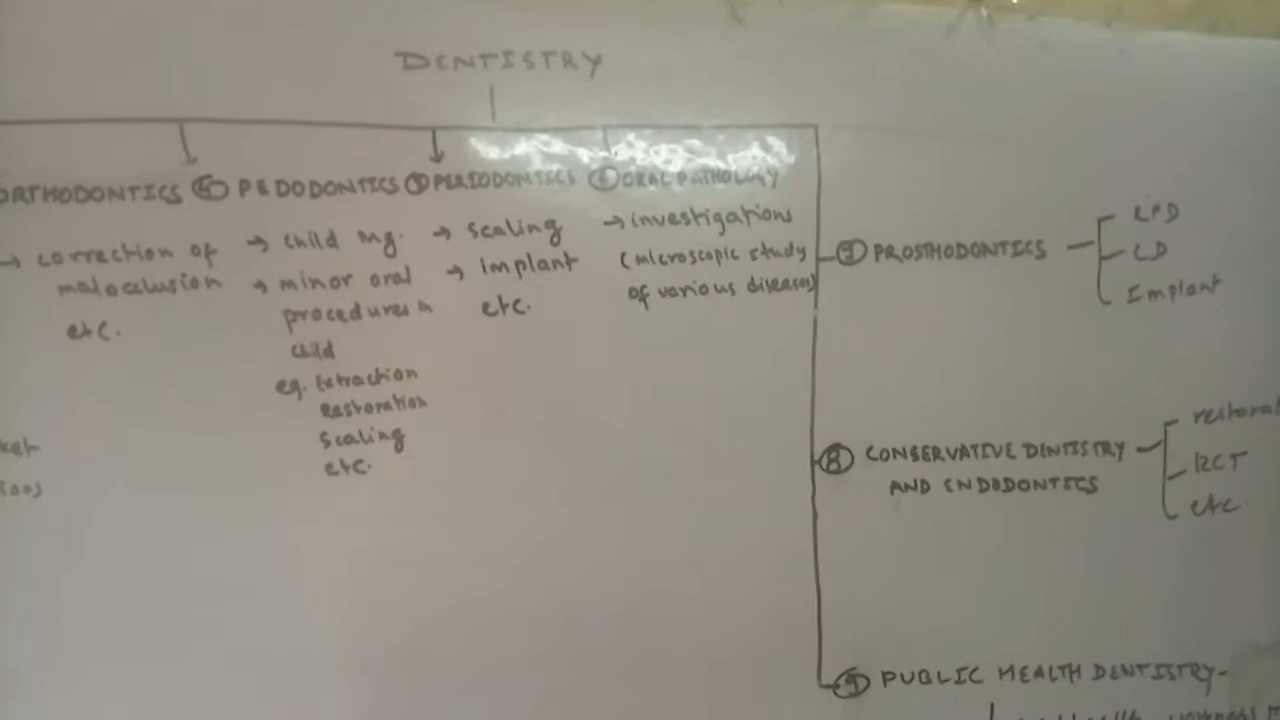 DENTISTRY
ORTHODONTICS
→ correction of
malocclusion
etc.
④ PEDODONTICS
→ child mg.
→ minor oral
procedures in
child
eg. Extraction
Restoration
Scaling
etc.
⑤ PERIODONTICS
→ scaling
→ implant
etc.
⑥ ORAL PATHOLOGY
→ investigations
(microscopic study
of various diseases)
⑦ PROSTHODONTICS
RPD
CD
Implant
⑧ CONSERVATIVE DENTISTRY
AND ENDODONTICS
RCT
etc
⑨ PUBLIC HEALTH DENTISTRY-